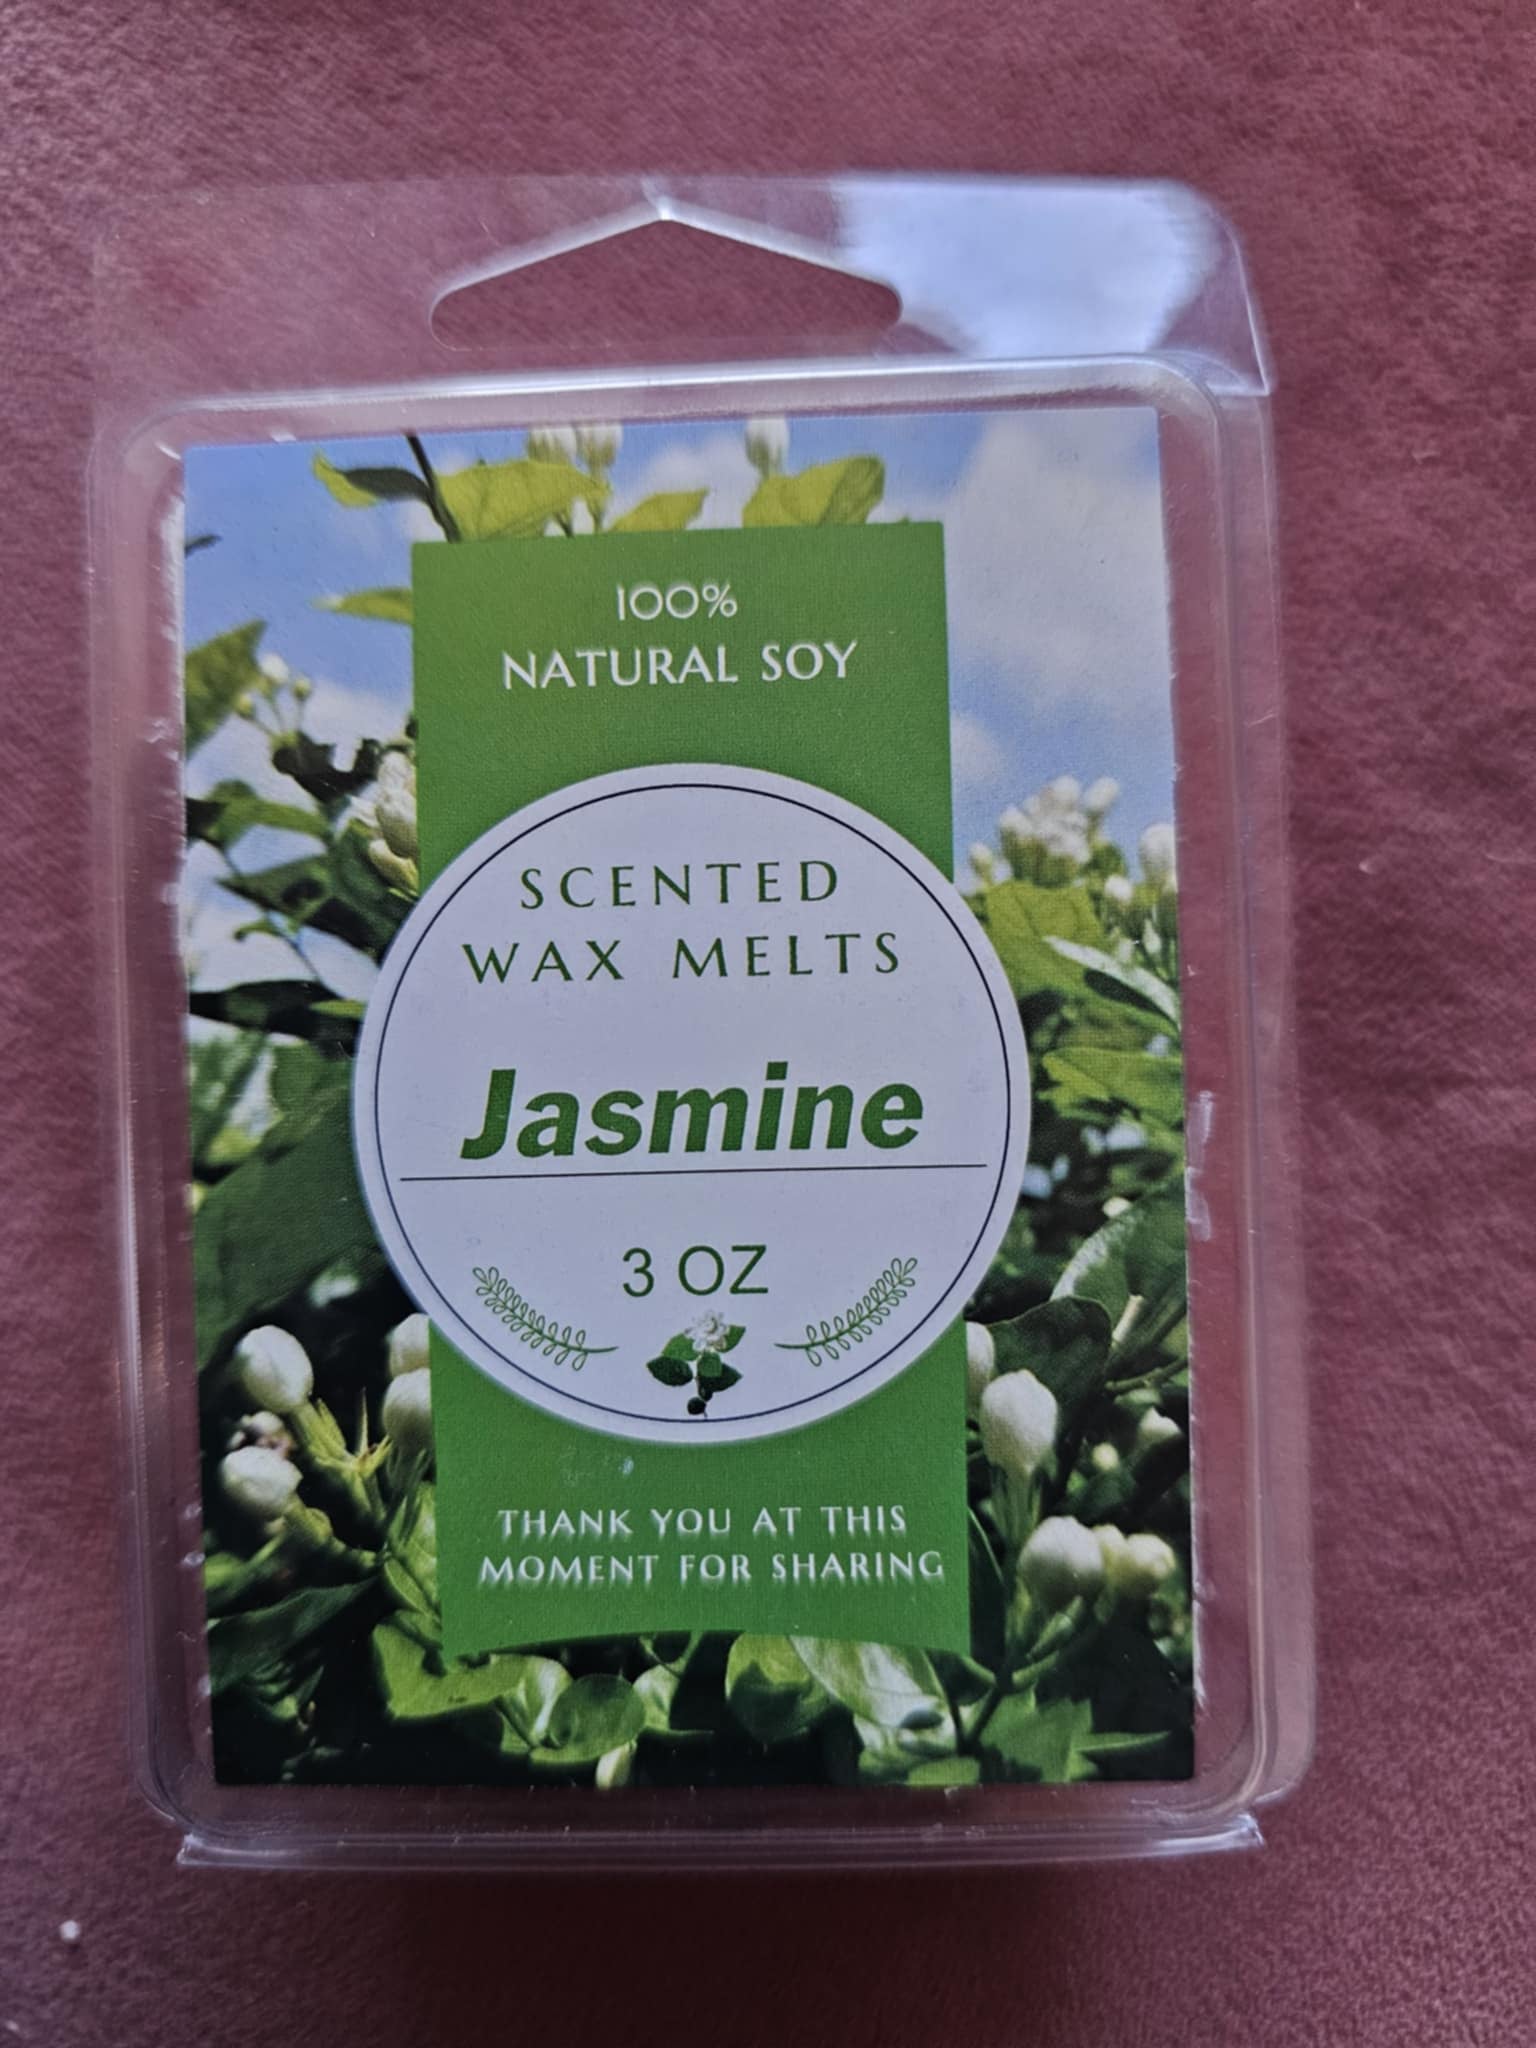 100%
NATURAL SOY
SCENTED
WAX MELTS
Jasmine
3 OZ
THANK YOU AT THIS
MOMENT FOR SHARING